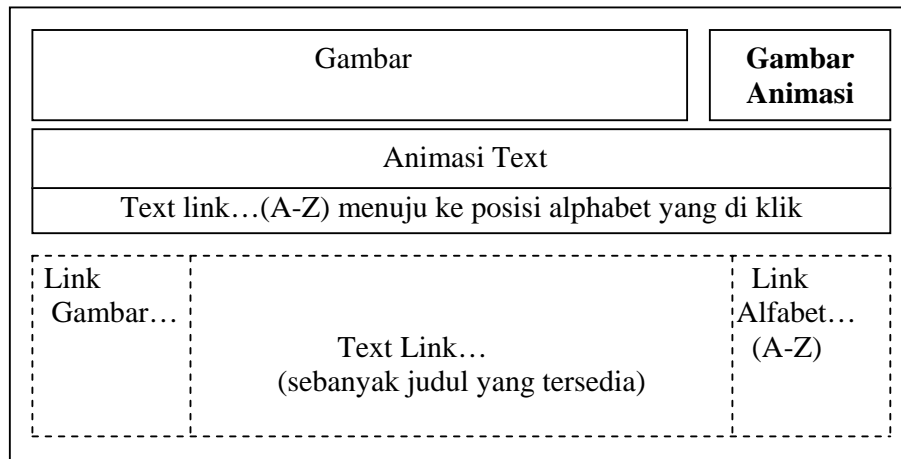 Gambar
Gambar
Animasi
Animasi Text
Text link…(A-Z) menuju ke posisi alphabet yang di klik
Link
Gambar…
Text Link…
(sebanyak judul yang tersedia)
Link
Alfabet…
(A-Z)